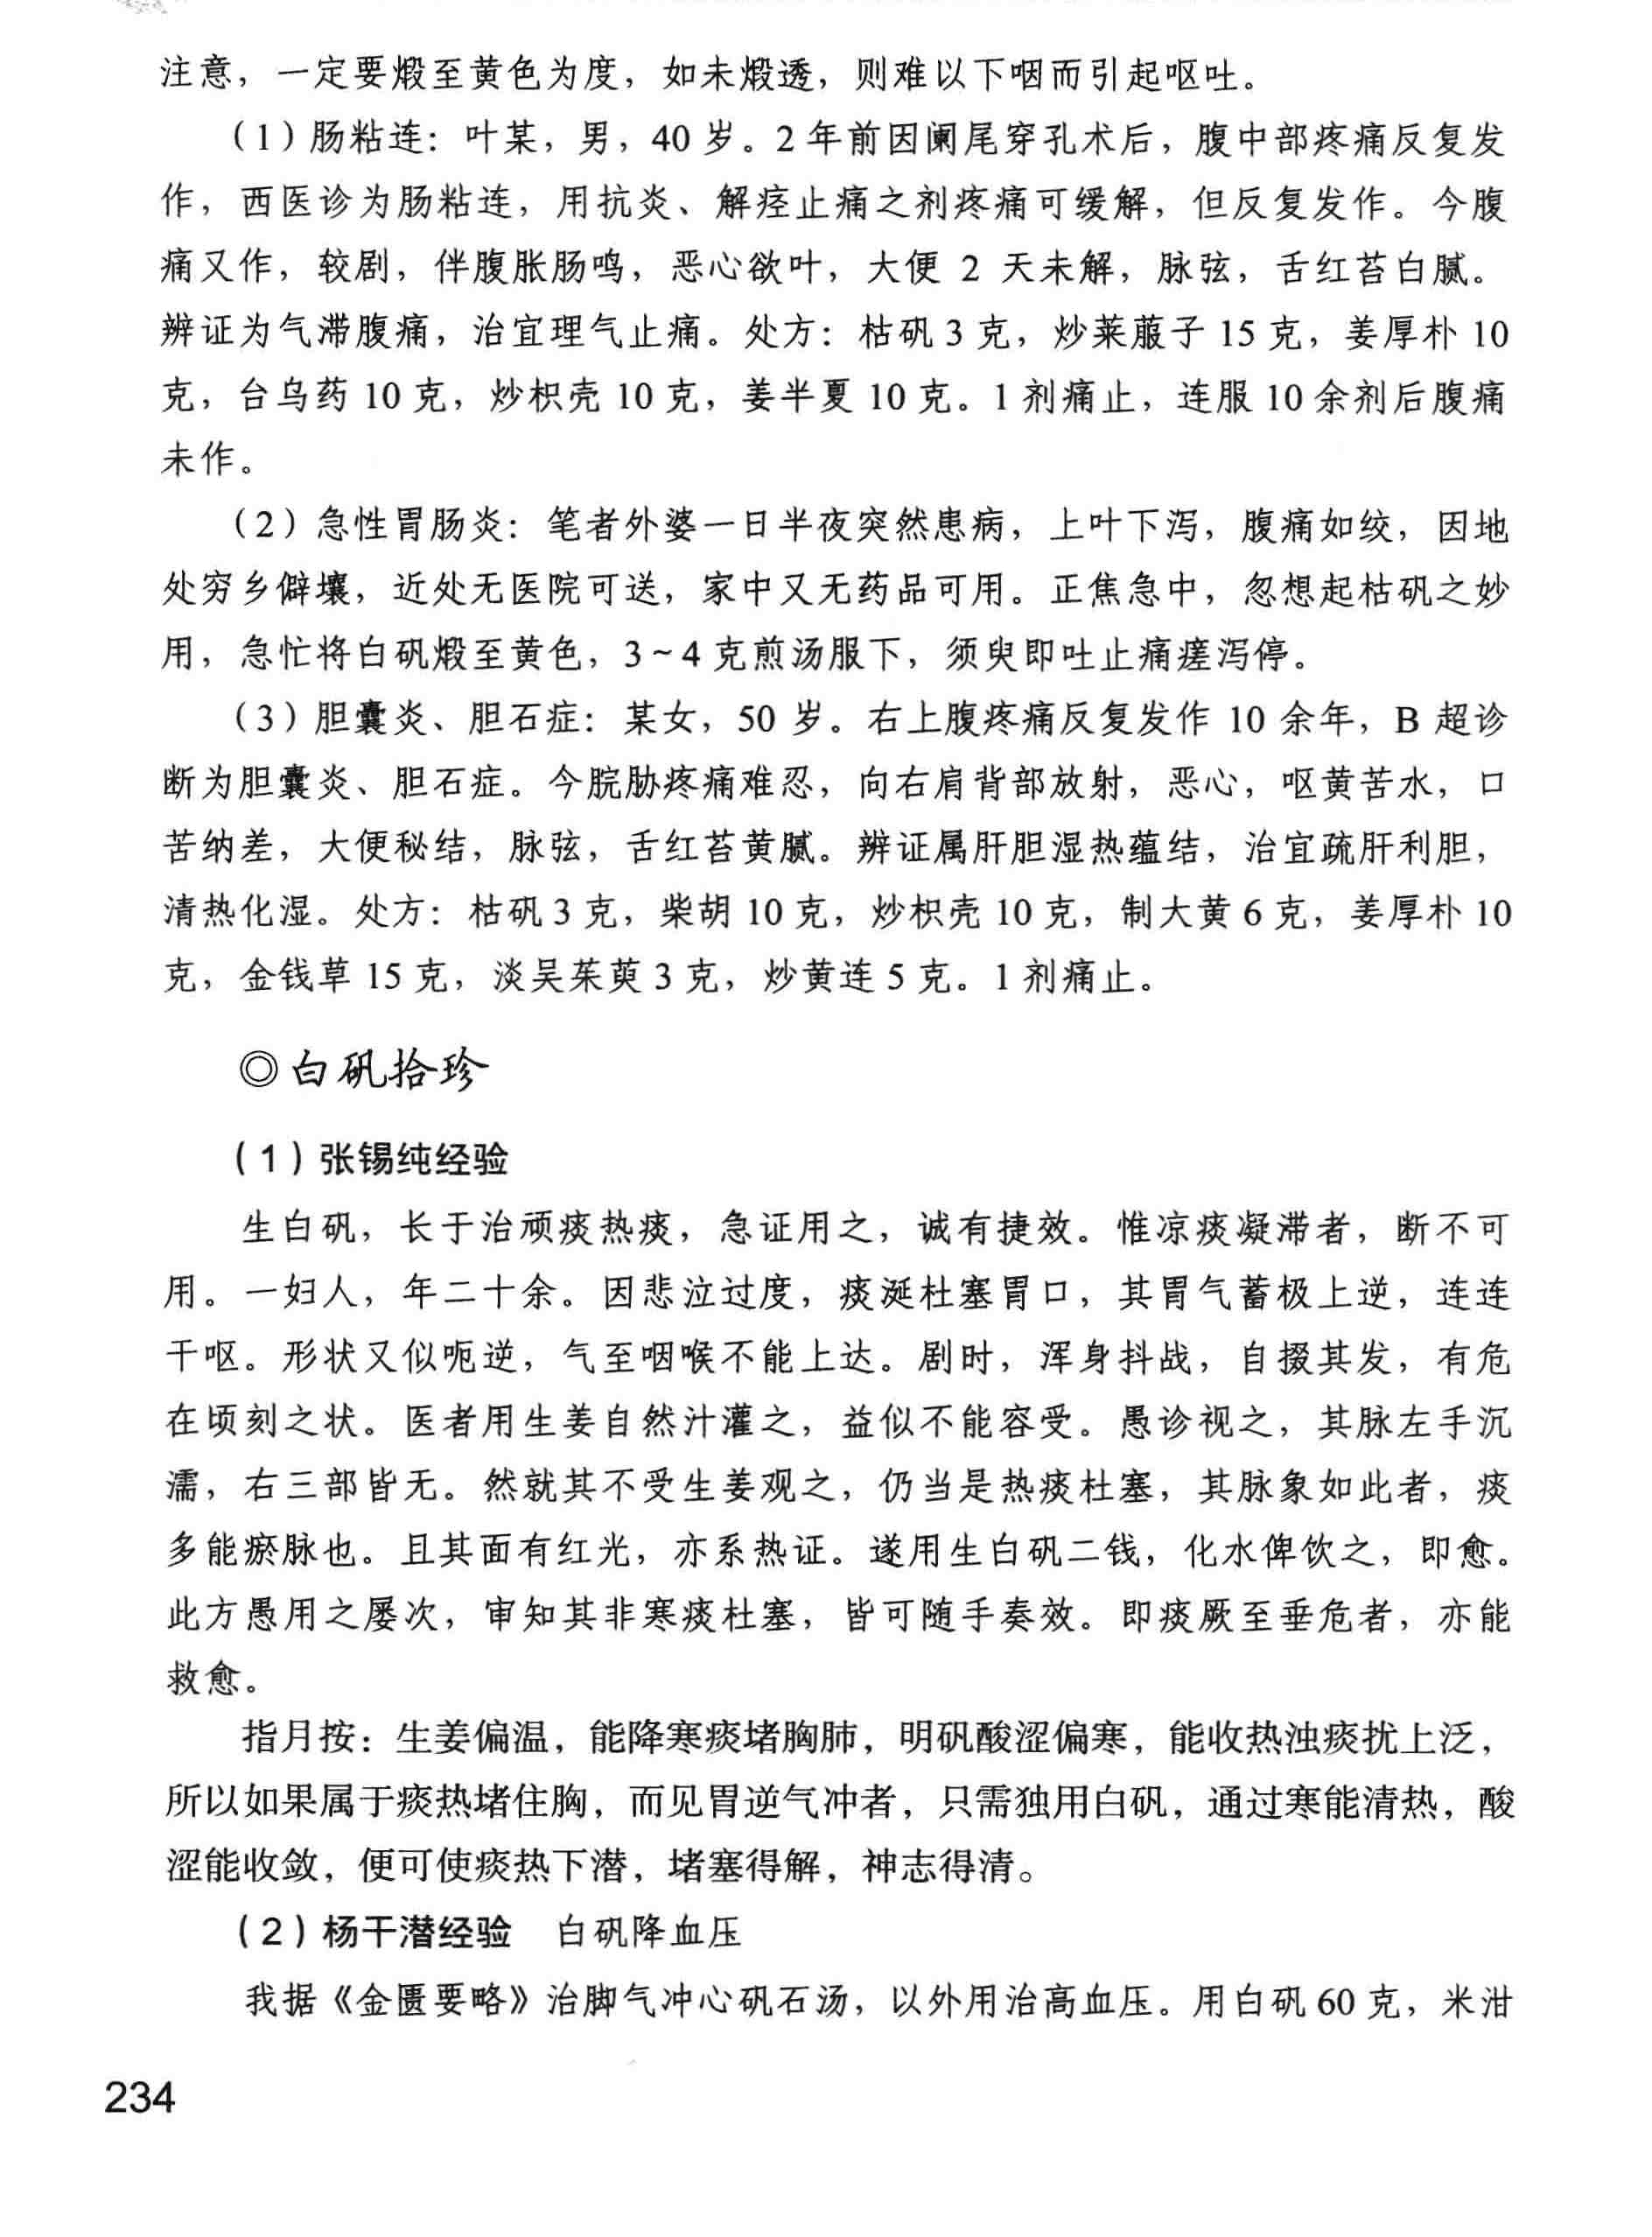 注意，一定要煅至黄色为度，如未煅透，则难以下咽而引起呕吐。
（1）肠粘连：叶某，男，40 岁。2 年前因阑尾穿孔术后，腹中部疼痛反复发
作，西医诊为肠粘连，用抗炎、解痉止痛之剂疼痛可缓解，但反复发作。今腹
痛又作，较剧，伴腹胀肠鸣，恶心欲叶，大便 2 天未解，脉弦，舌红苔白腻。
辨证为气滞腹痛，治宜理气止痛。处方：枯矾 3 克，炒莱菔子 15 克，姜厚朴 10
克，台乌药 10 克，炒枳壳 10 克，姜半夏 10 克。1 剂痛止，连服 10 余剂后腹痛
未作。
（2）急性胃肠炎：笔者外婆一日半夜突然患病，上叶下泻，腹痛如绞，因地
处穷乡僻壤，近处无医院可送，家中又无药品可用。正焦急中，忽想起枯矾之妙
用，急忙将白矾煅至黄色，3~4 克煎汤服下，须臾即吐止痛瘥泻停。
（3）胆囊炎、胆石症：某女，50 岁。右上腹疼痛反复发作 10 余年，B 超诊
断为胆囊炎、胆石症。今脘胁疼痛难忍，向右肩背部放射，恶心，呕黄苦水，口
苦纳差，大便秘结，脉弦，舌红苔黄腻。辨证属肝胆湿热蕴结，治宜疏肝利胆，
清热化湿。处方：枯矾 3 克，柴胡 10 克，炒枳壳 10 克，制大黄 6 克，姜厚朴 10
克，金钱草 15 克，淡吴茱萸 3 克，炒黄连 5 克。1 剂痛止。
◎白矾拾珍
（1）张锡纯经验
生白矾，长于治顽痰热痰，急证用之，诚有捷效。惟凉痰凝滞者，断不可
用。一妇人，年二十余。因悲泣过度，痰涎杜塞胃口，其胃气蓄极上逆，连连
干呕。形状又似呃逆，气至咽喉不能上达。剧时，浑身抖战，自掇其发，有危
在顷刻之状。医者用生姜自然汁灌之，益似不能容受。愚诊视之，其脉左手沉
濡，右三部皆无。然就其不受生姜观之，仍当是热痰杜塞，其脉象如此者，痰
多能瘀脉也。且其面有红光，亦系热证。遂用生白矾二钱，化水俾饮之，即愈。
此方愚用之屡次，审知其非寒痰杜塞，皆可随手奏效。即痰厥至垂危者，亦能
救愈。
指月按：生姜偏温，能降寒痰堵胸肺，明矾酸涩偏寒，能收热浊痰扰上泛，
所以如果属于痰热堵住胸，而见胃逆气冲者，只需独用白矾，通过寒能清热，酸
涩能收敛，便可使痰热下潜，堵塞得解，神志得清。
（2）杨干潜经验 白矾降血压
我据《金匮要略》治脚气冲心矾石汤，以外用治高血压。用白矾 60 克，米泔
234